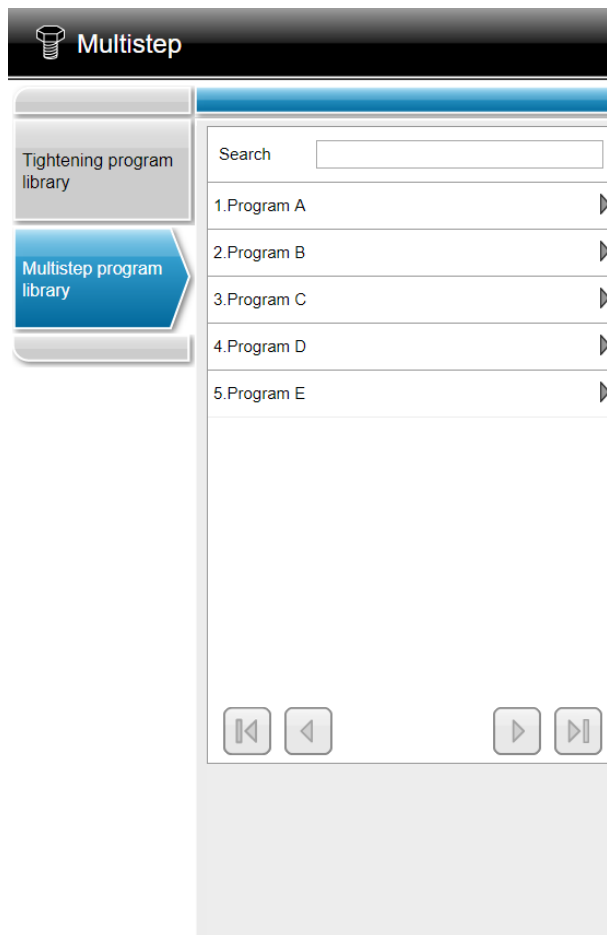 Multistep
Tightening program
library
Multistep program
library
Search
1.Program A
2.Program B
3.Program C
4.Program D
5.Program E